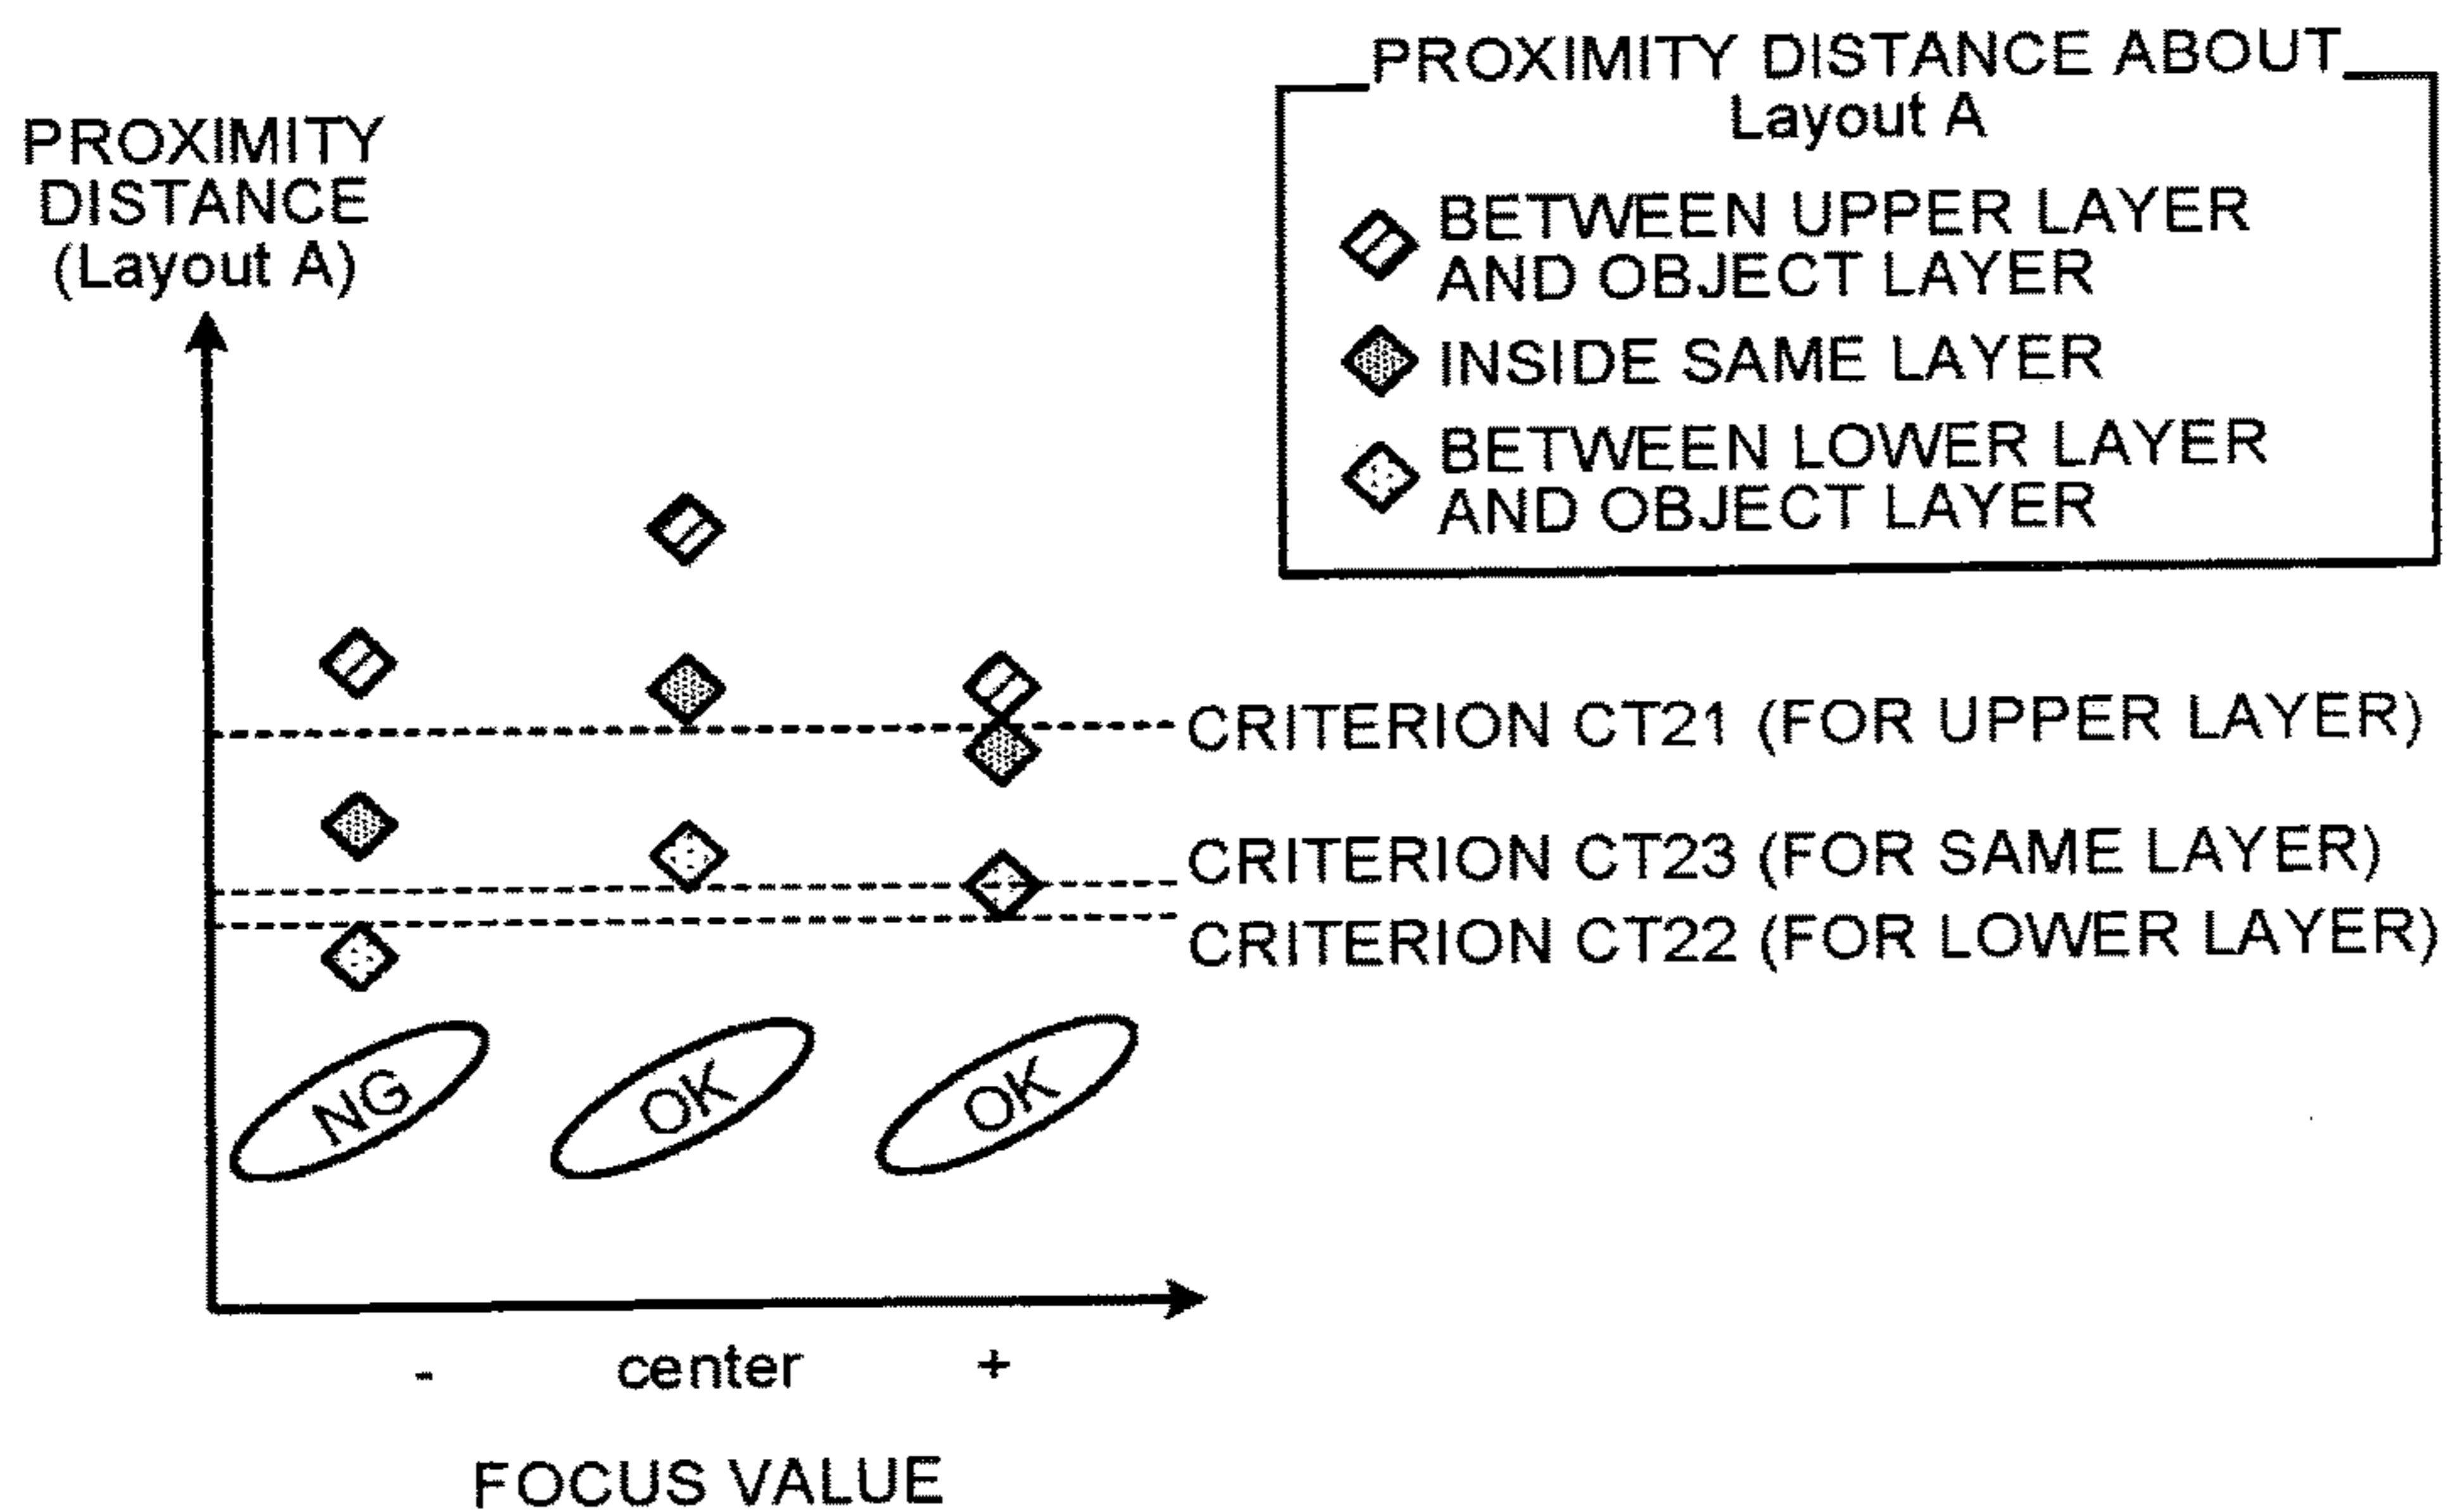 PROXIMITY
DISTANCE
(Layout A)
PROXIMITY DISTANCE ABOUT
Layout A
BETWEEN UPPER LAYER
AND OBJECT LAYER
INSIDE SAME LAYER
BETWEEN LOWER LAYER
AND OBJECT LAYER
CRITERION CT21 (FOR UPPER LAYER)
CRITERION CT23 (FOR SAME LAYER)
CRITERION CT22 (FOR LOWER LAYER)
NG OK OK
- center +
FOCUS VALUE